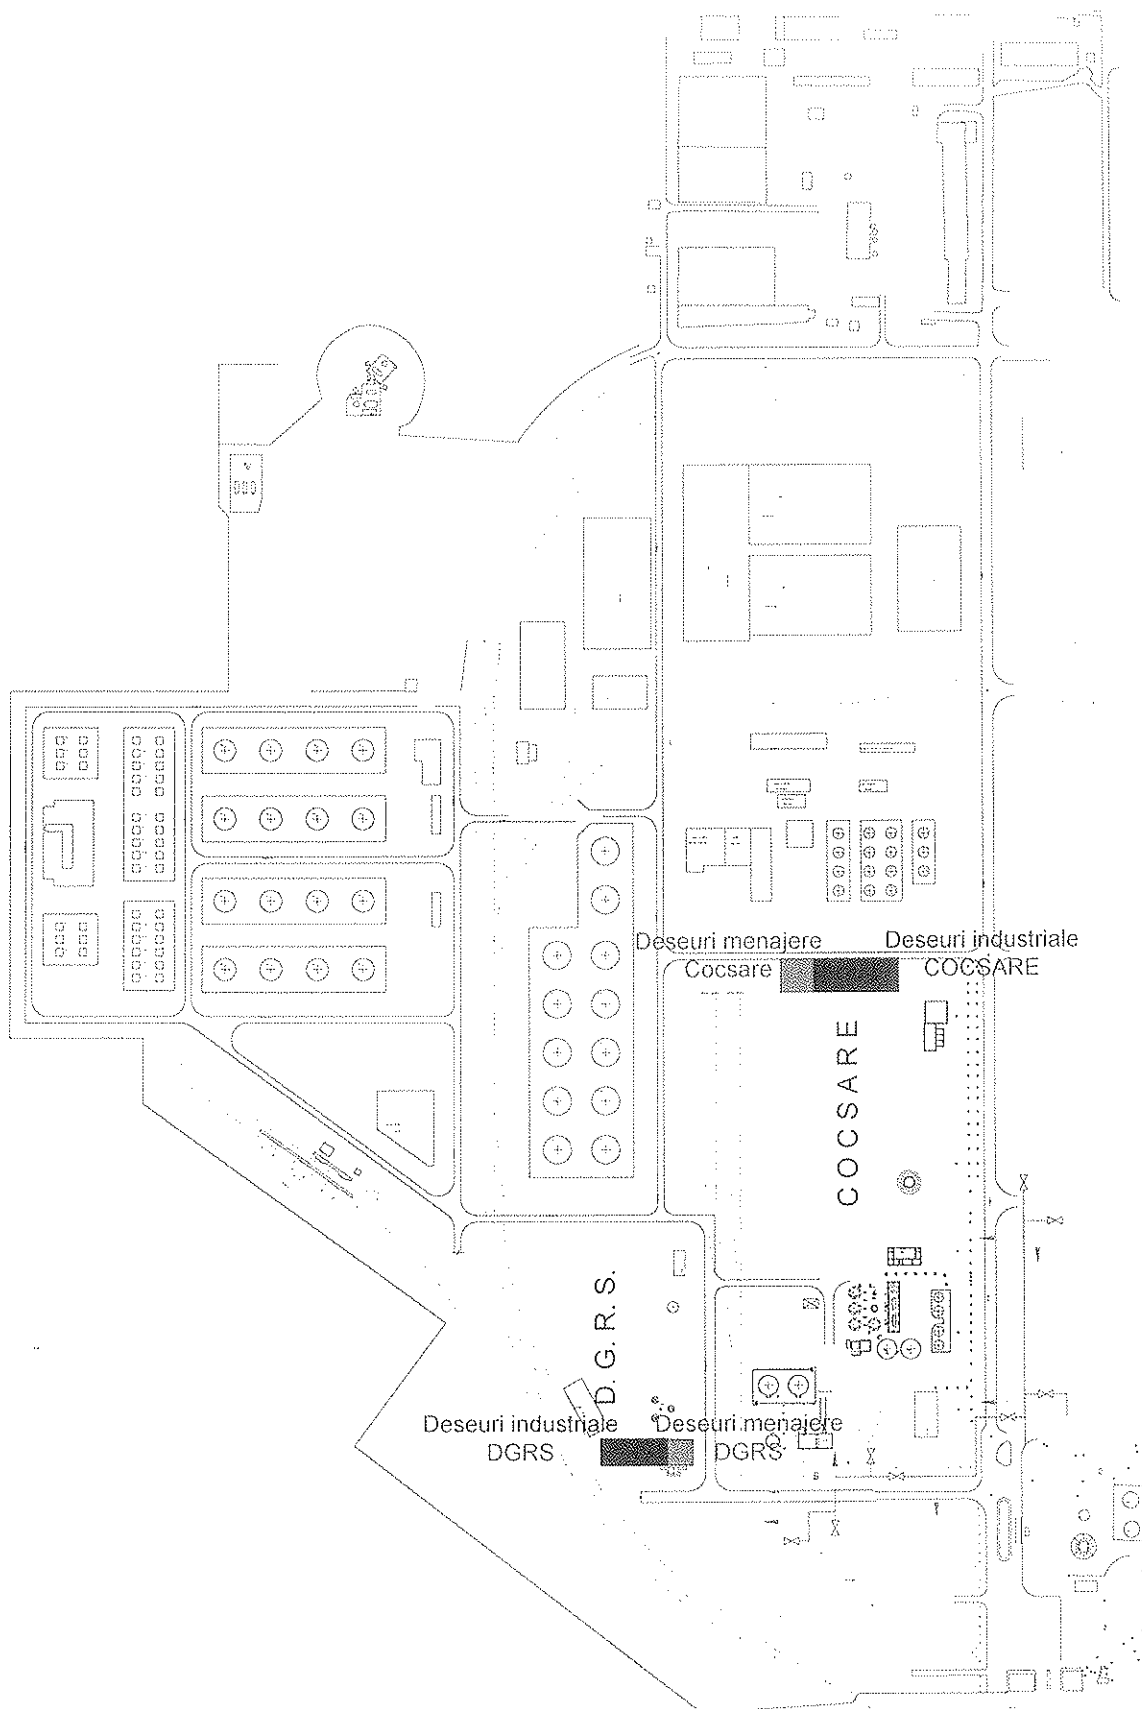 Deseuri menajere
Cocsare
Deseuri industriale
COCSARE
COCSARE
D. G. R. S.
Deseuri industriale
DGRS
Deseuri menajere
DGRS